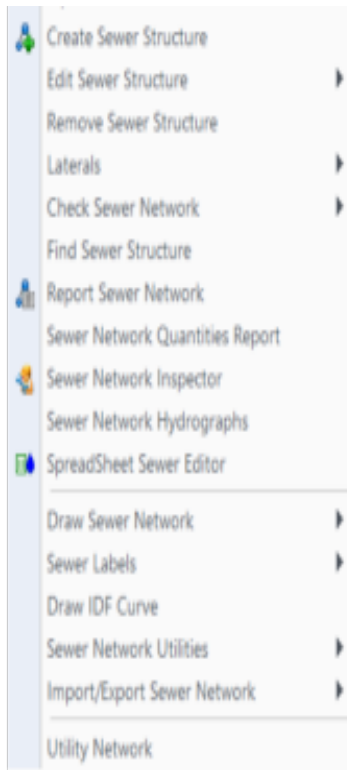 Create Sewer Structure
Edit Sewer Structure
Remove Sewer Structure
Laterals
Check Sewer Network
Find Sewer Structure
Report Sewer Network
Sewer Network Quantities Report
Sewer Network Inspector
Sewer Network Hydrographs
SpreadSheet Sewer Editor
Draw Sewer Network
Sewer Labels
Draw IDF Curve
Sewer Network Utilities
Import/Export Sewer Network
Utility Network